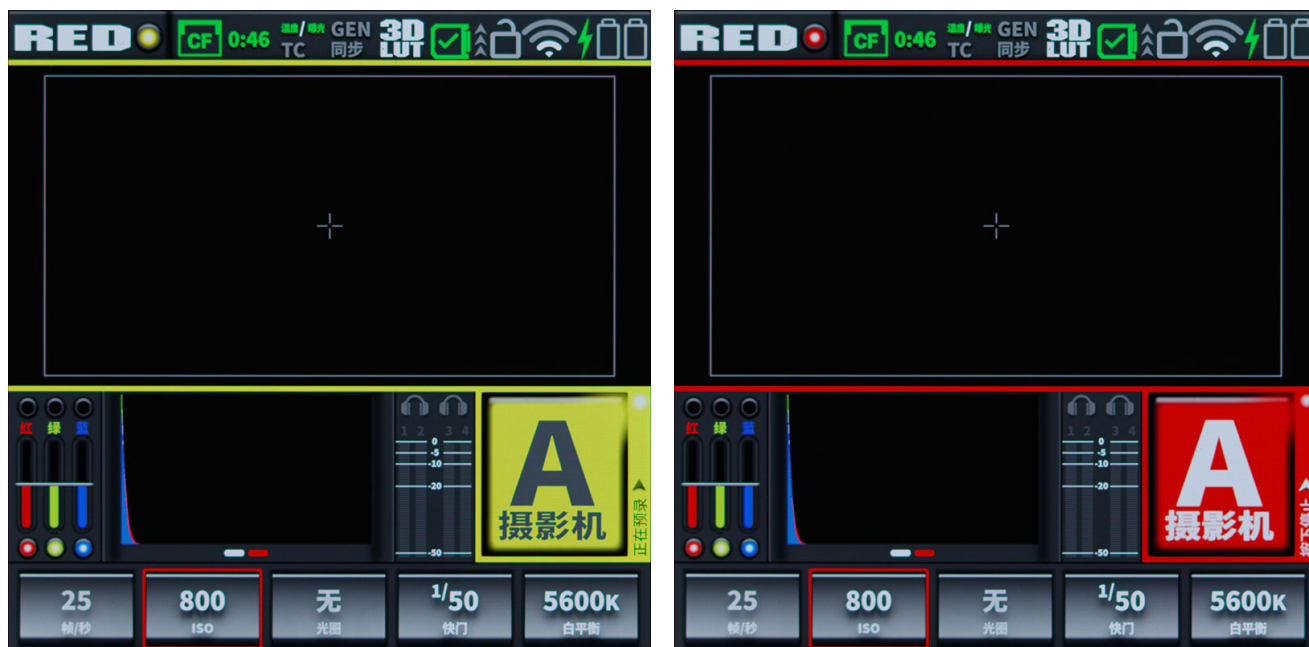 RED CF 0:46 温度/曝光 TC GEN 同步 3D LUT
红 绿 蓝
1 2 3 4
0
-5
-10
-20
-50
A
摄影机
正在预录
25 帧/秒
800 ISO
无 光圈
1/50 快门
5600K 白平衡
RED CF 0:46 温度/曝光 TC GEN 同步 3D LUT
红 绿 蓝
1 2 3 4
0
-5
-10
-20
-50
A
摄影机
25 帧/秒
800 ISO
无 光圈
1/50 快门
5600K 白平衡